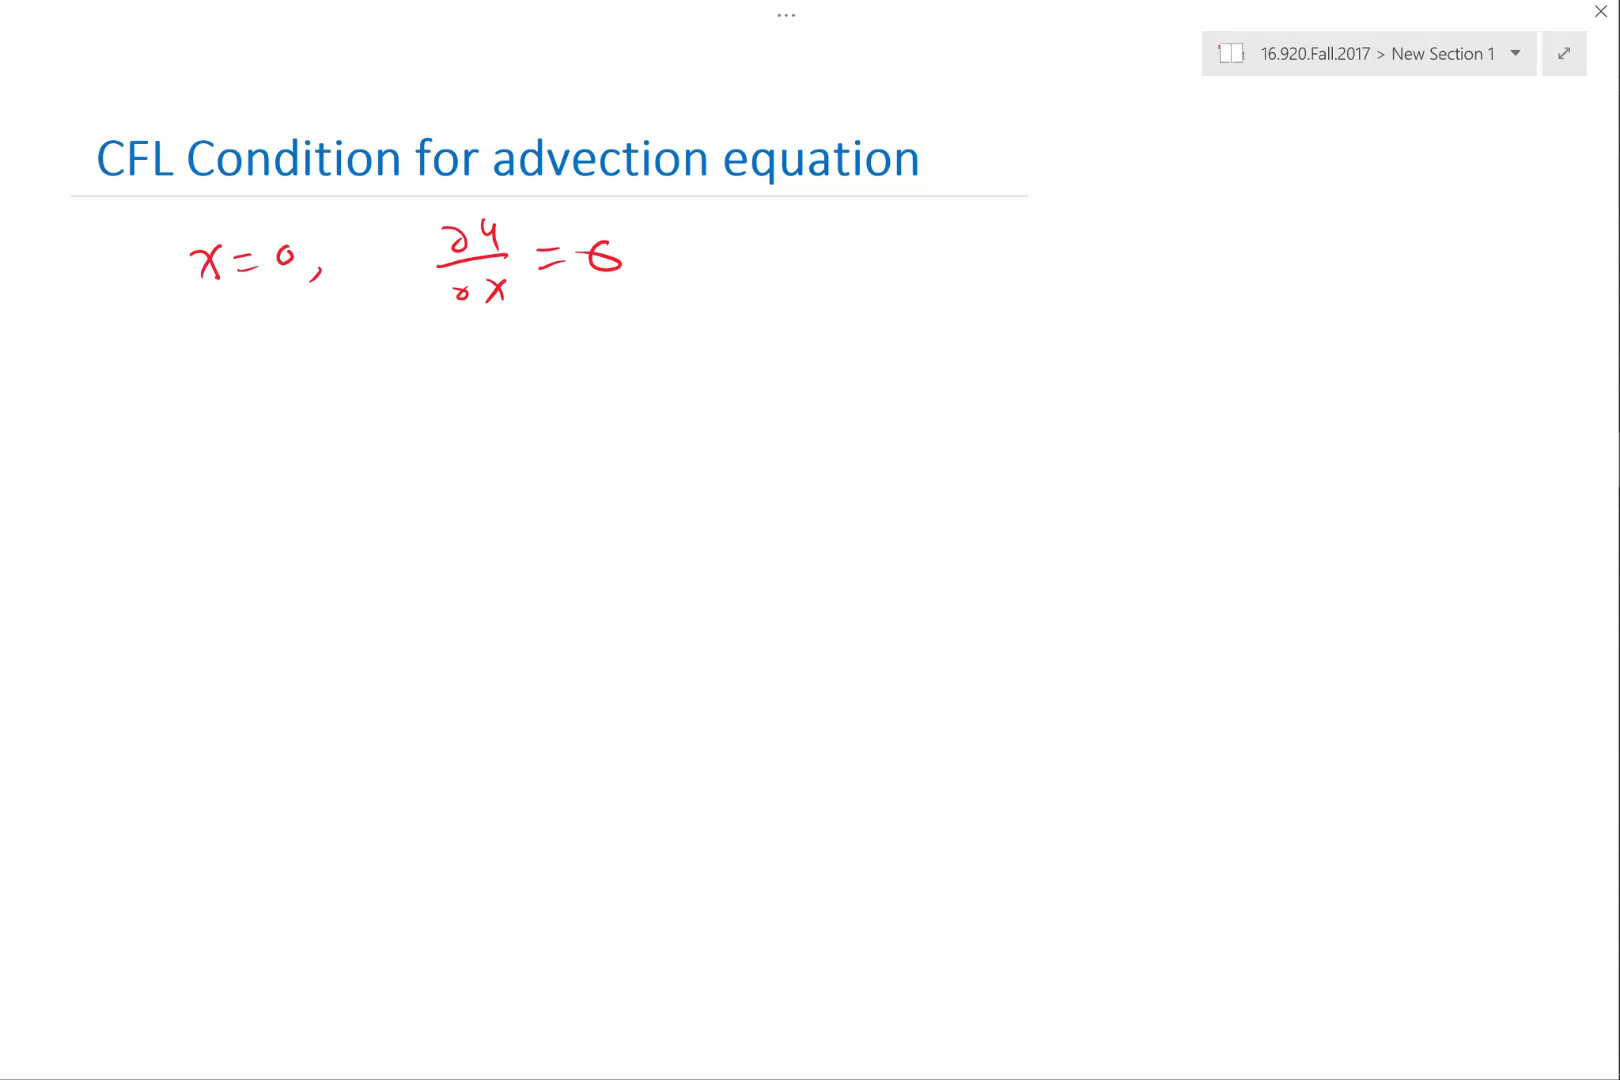 ...
16.920.Fall.2017 > New Section 1
CFL Condition for advection equation
x = 0, ∂u/∂x = 0